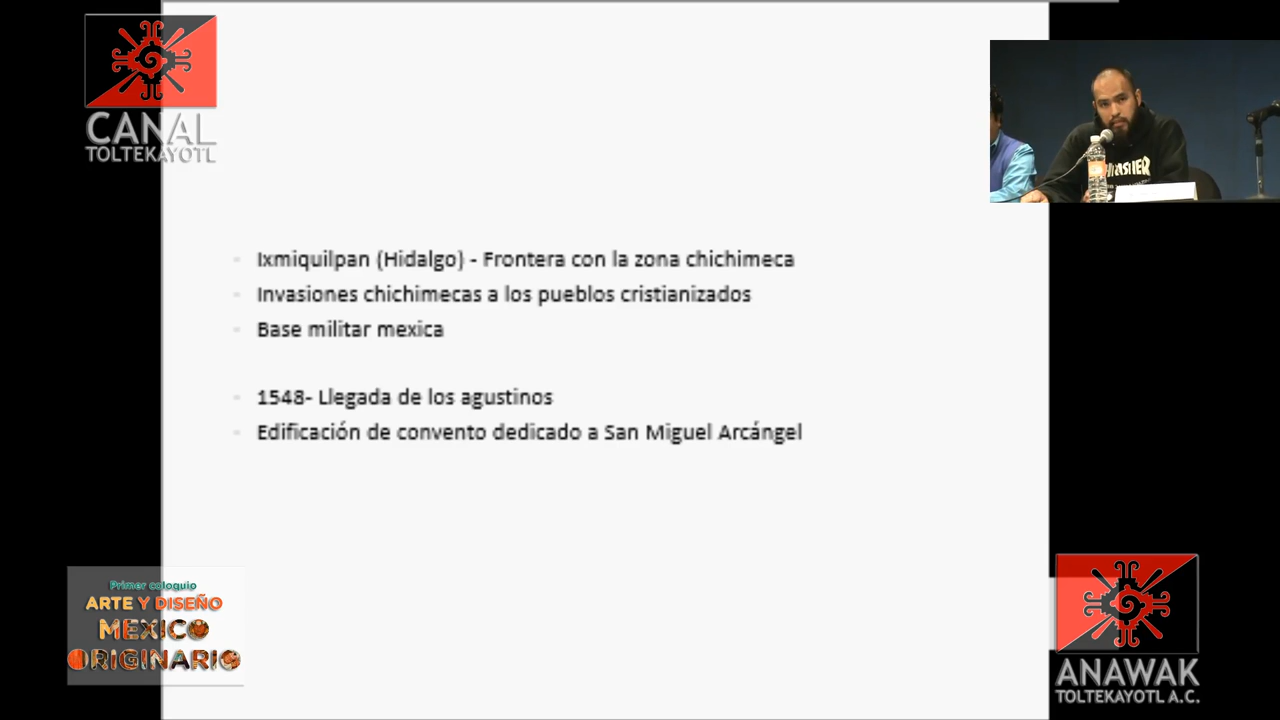 CANAL
TOLTEKAYOTL
THRASHER
- Ixmiquilpan (Hidalgo) - Frontera con la zona chichimeca
- Invasiones chichimecas a los pueblos cristianizados
- Base militar mexica
- 1548- Llegada de los agustinos
- Edificación de convento dedicado a San Miguel Arcángel
Primer coloquio
ARTE Y DISEÑO
MEXICO
ORIGINARIO
ANAWAK
TOLTEKAYOTL A.C.